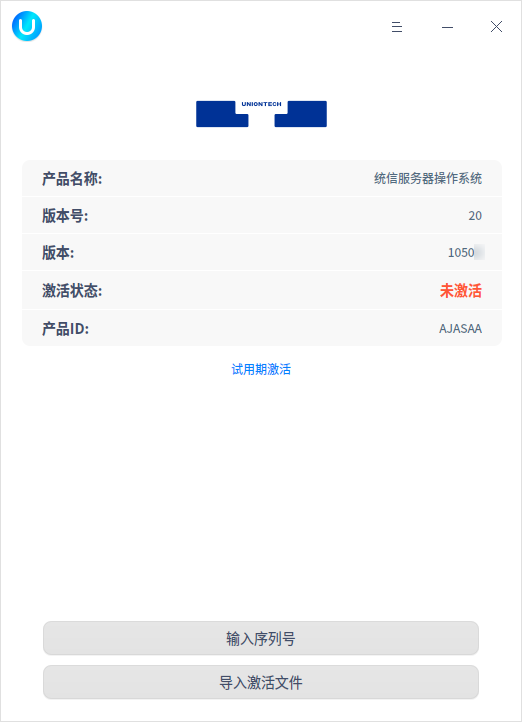 UNIONTECH
产品名称: 统信服务器操作系统
版本号: 20
版本: 1050
激活状态: 未激活
产品ID: AJASAA
试用期激活
输入序列号
导入激活文件